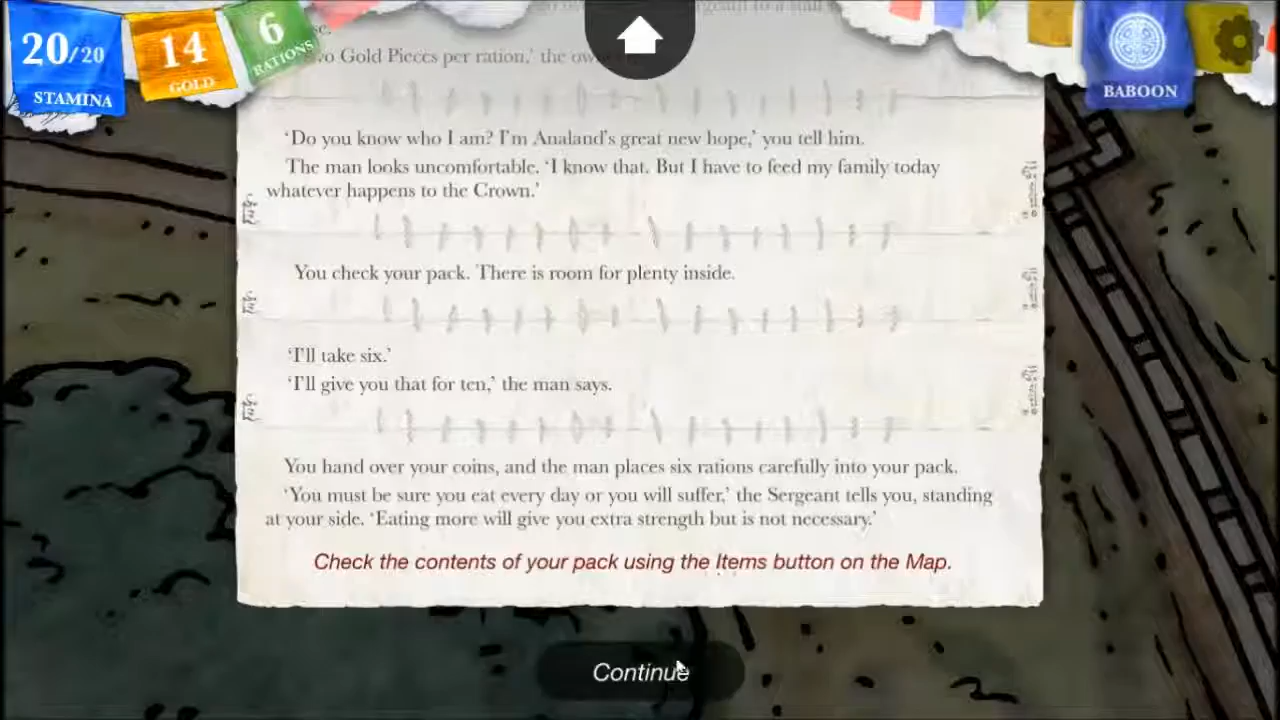 20/20
STAMINA
14
GOLD
6
RATIONS
BABOON
Gold Pieces per ration,' the
'Do you know who I am? I'm Analand's great new hope,' you tell him.
The man looks uncomfortable. 'I know that. But I have to feed my family today
whatever happens to the Crown.'
You check your pack. There is room for plenty inside.
'I'll take six.'
'I'll give you that for ten,' the man says.
You hand over your coins, and the man places six rations carefully into your pack.
'You must be sure you eat every day or you will suffer,' the Sergeant tells you, standing
at your side. 'Eating more will give you extra strength but is not necessary.'
Check the contents of your pack using the Items button on the Map.
Continue